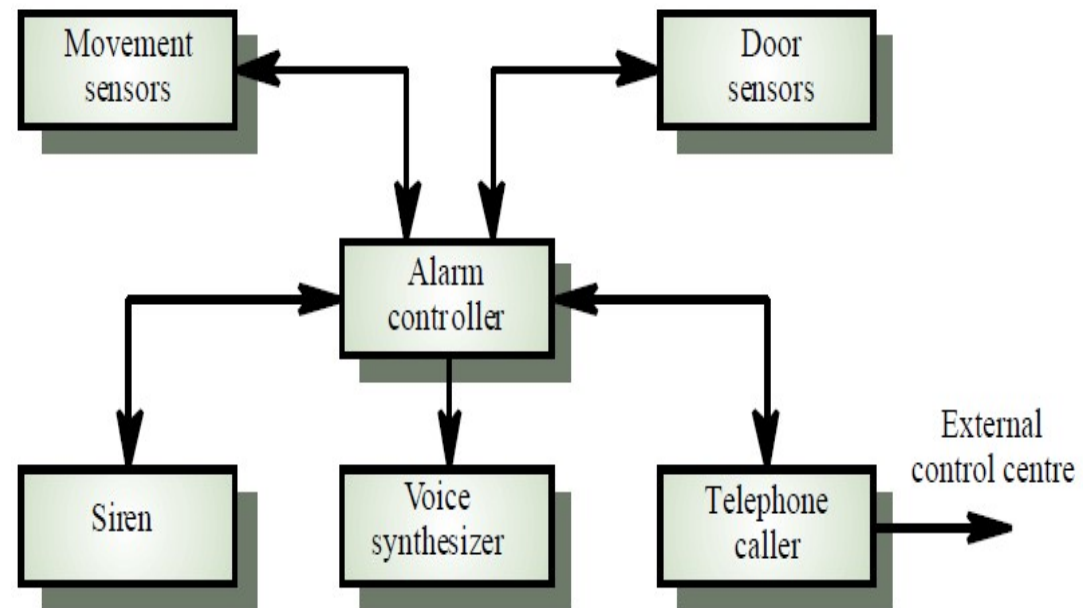 Movement
sensors
Door
sensors
Alarm
controller
External
control centre
Siren
Voice
synthesizer
Telephone
caller